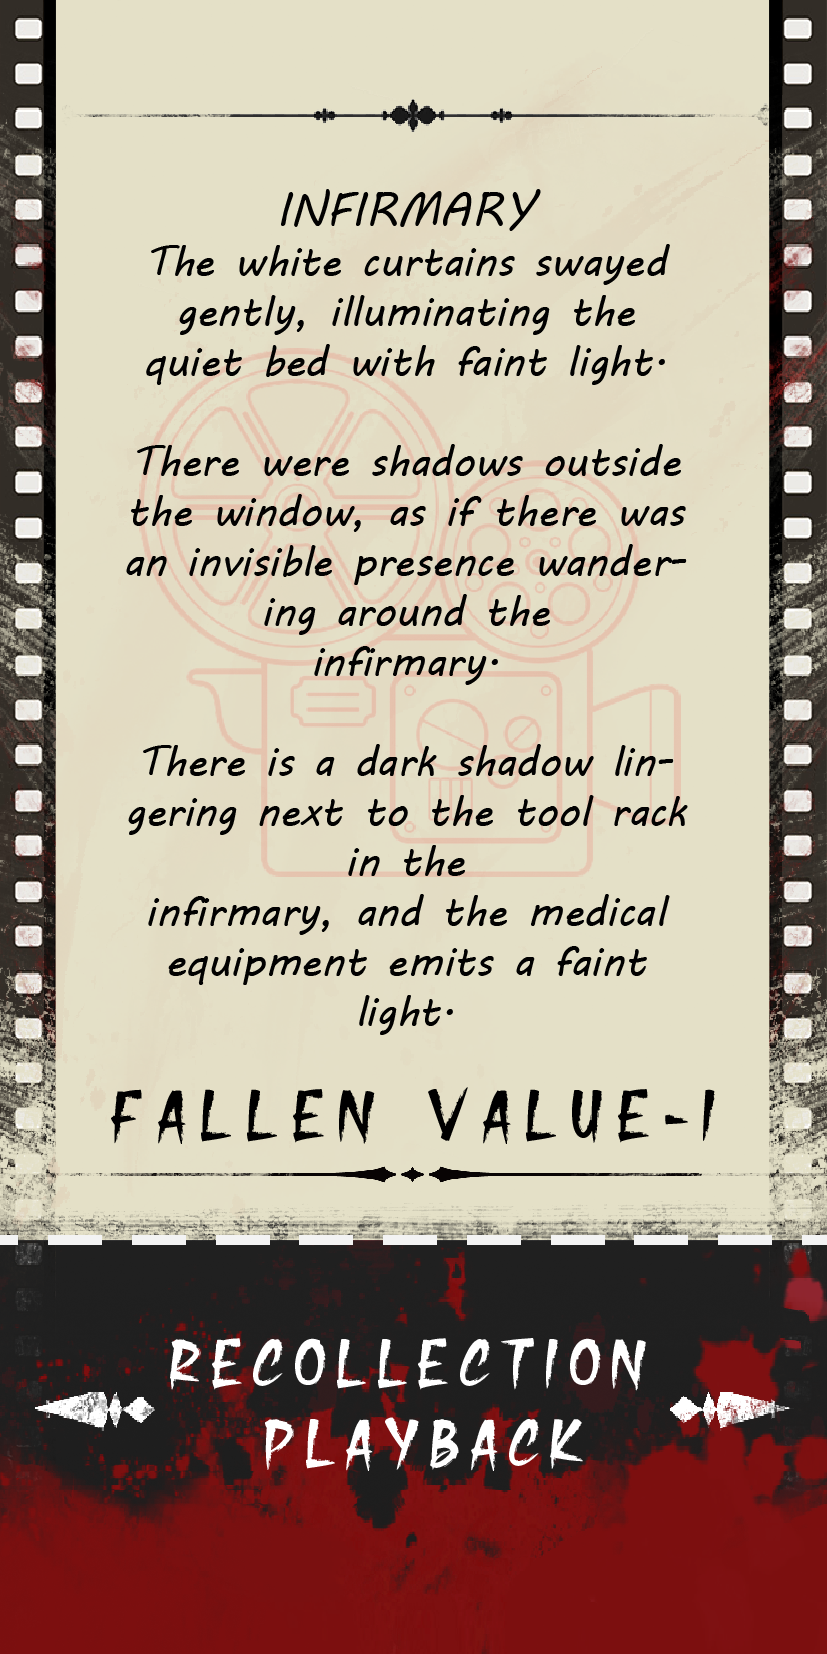 INFIRMARY
The white curtains swayed
gently, illuminating the
quiet bed with faint light.
There were shadows outside
the window, as if there was
an invisible presence wander-
ing around the
infirmary.
There is a dark shadow lin-
gering next to the tool rack
in the
infirmary, and the medical
equipment emits a faint
light.
FALLEN VALUE-1
RECOLLECTION
PLAYBACK